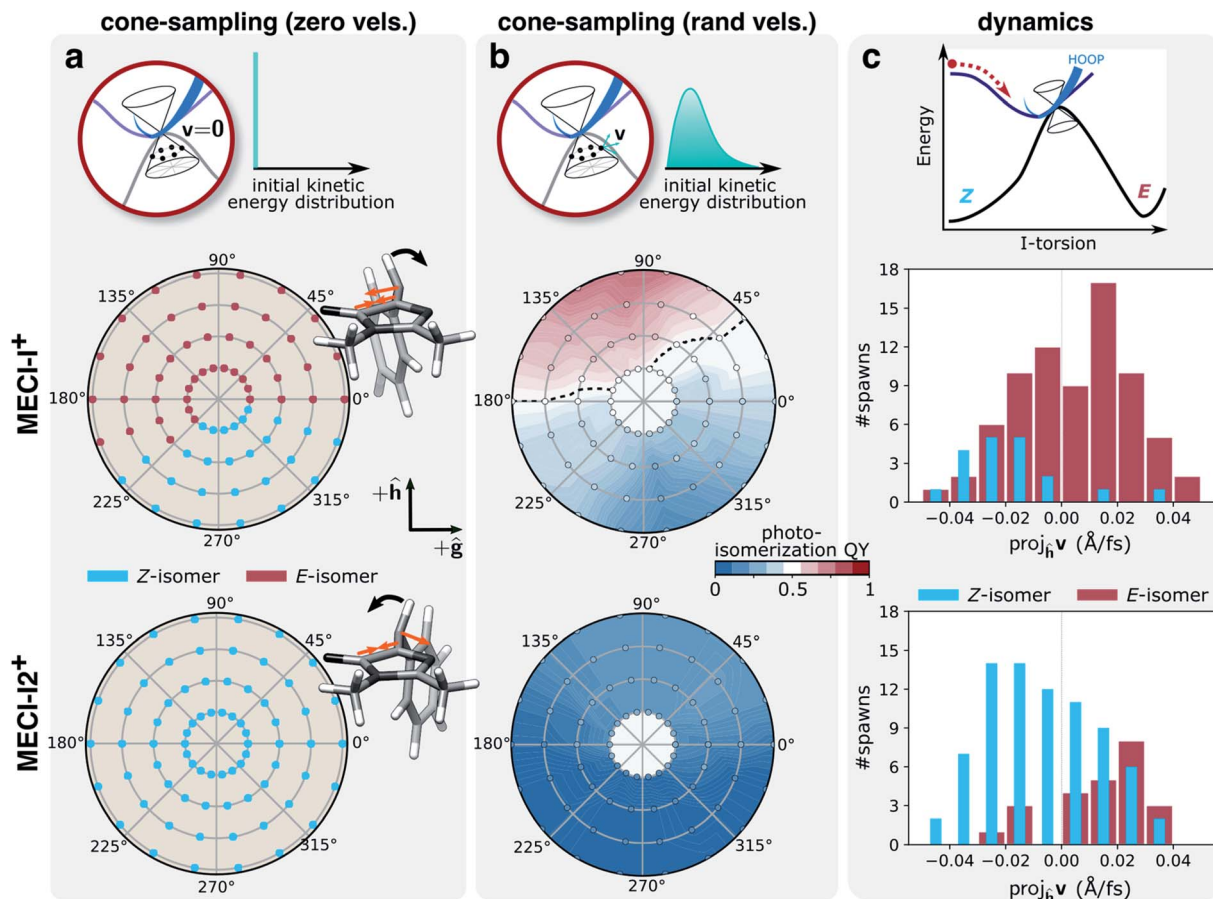 cone-sampling (zero vels.)
cone-sampling (rand vels.)
dynamics
a
v=0
initial kinetic
energy distribution
b
v
initial kinetic
energy distribution
c
HOOP
Energy
Z
E
I-torsion
MECI-I+
90°
135°
45°
180°
0°
225°
315°
270°
+ĥ
+ĝ
90°
135°
45°
180°
0°
225°
315°
270°
photo-
isomerization QY
0
0.5
1
18
15
12
9
6
3
0
#spawns
−0.04
−0.02
0.00
0.02
0.04
projĥv (Å/fs)
Z-isomer
E-isomer
MECI-I2+
90°
135°
45°
180°
0°
225°
315°
270°
90°
135°
45°
180°
0°
225°
315°
270°
Z-isomer
E-isomer
18
15
12
9
6
3
0
#spawns
−0.04
−0.02
0.00
0.02
0.04
projĥv (Å/fs)